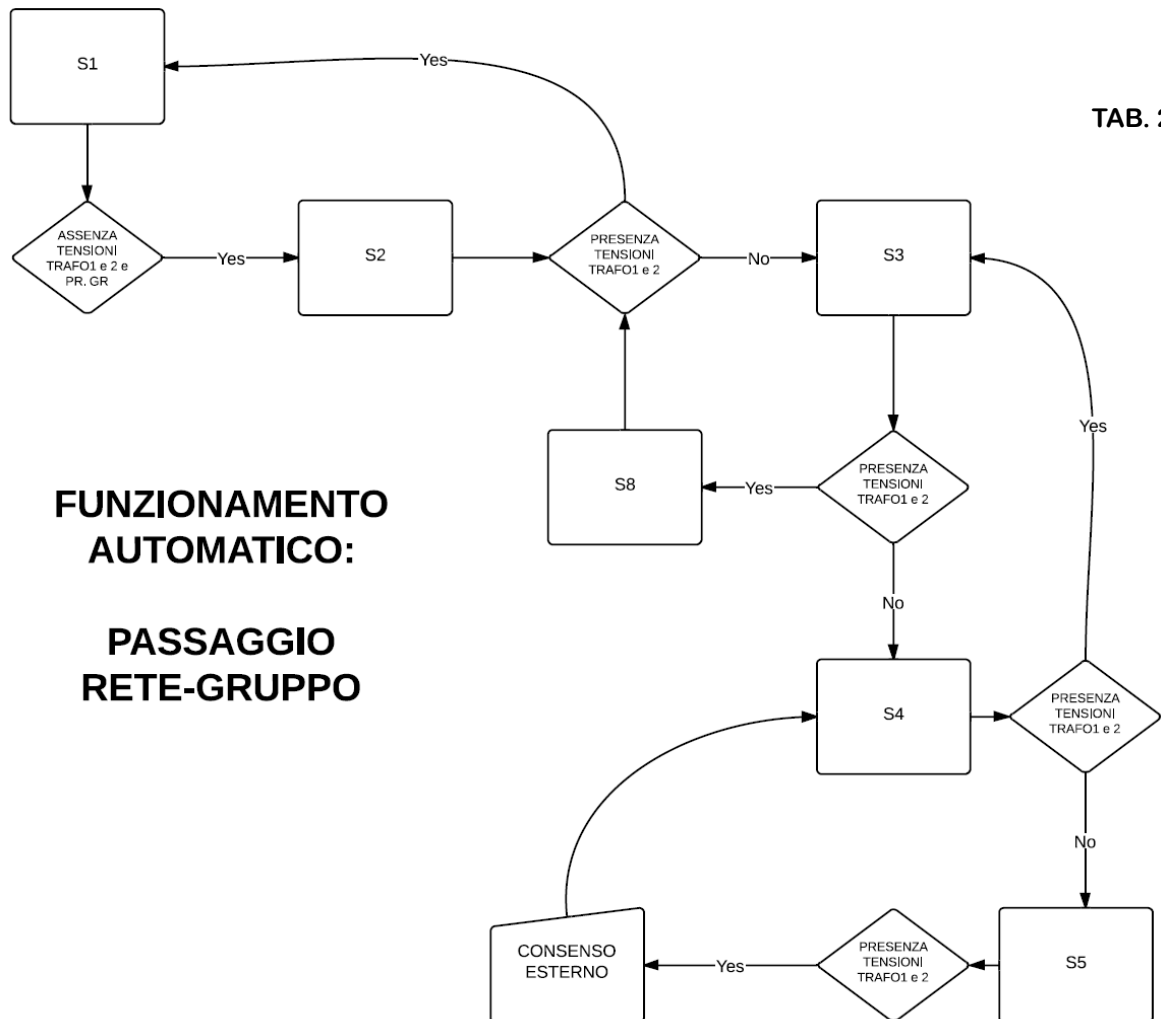 S1
Yes
TAB. 2
ASSENZA
TENSIONI
TRAFO1 e 2 e
PR. GR
Yes
S2
PRESENZA
TENSIONI
TRAFO1 e 2
No
S3
Yes
S8
Yes
PRESENZA
TENSIONI
TRAFO1 e 2
FUNZIONAMENTO
AUTOMATICO:
PASSAGGIO
RETE-GRUPPO
No
S4
PRESENZA
TENSIONI
TRAFO1 e 2
No
CONSENSO
ESTERNO
Yes
PRESENZA
TENSIONI
TRAFO1 e 2
S5